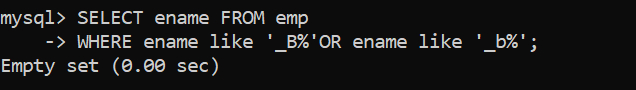 mysql> SELECT ename FROM emp
    -> WHERE ename like '_B%'OR ename like '_b%';
Empty set (0.00 sec)